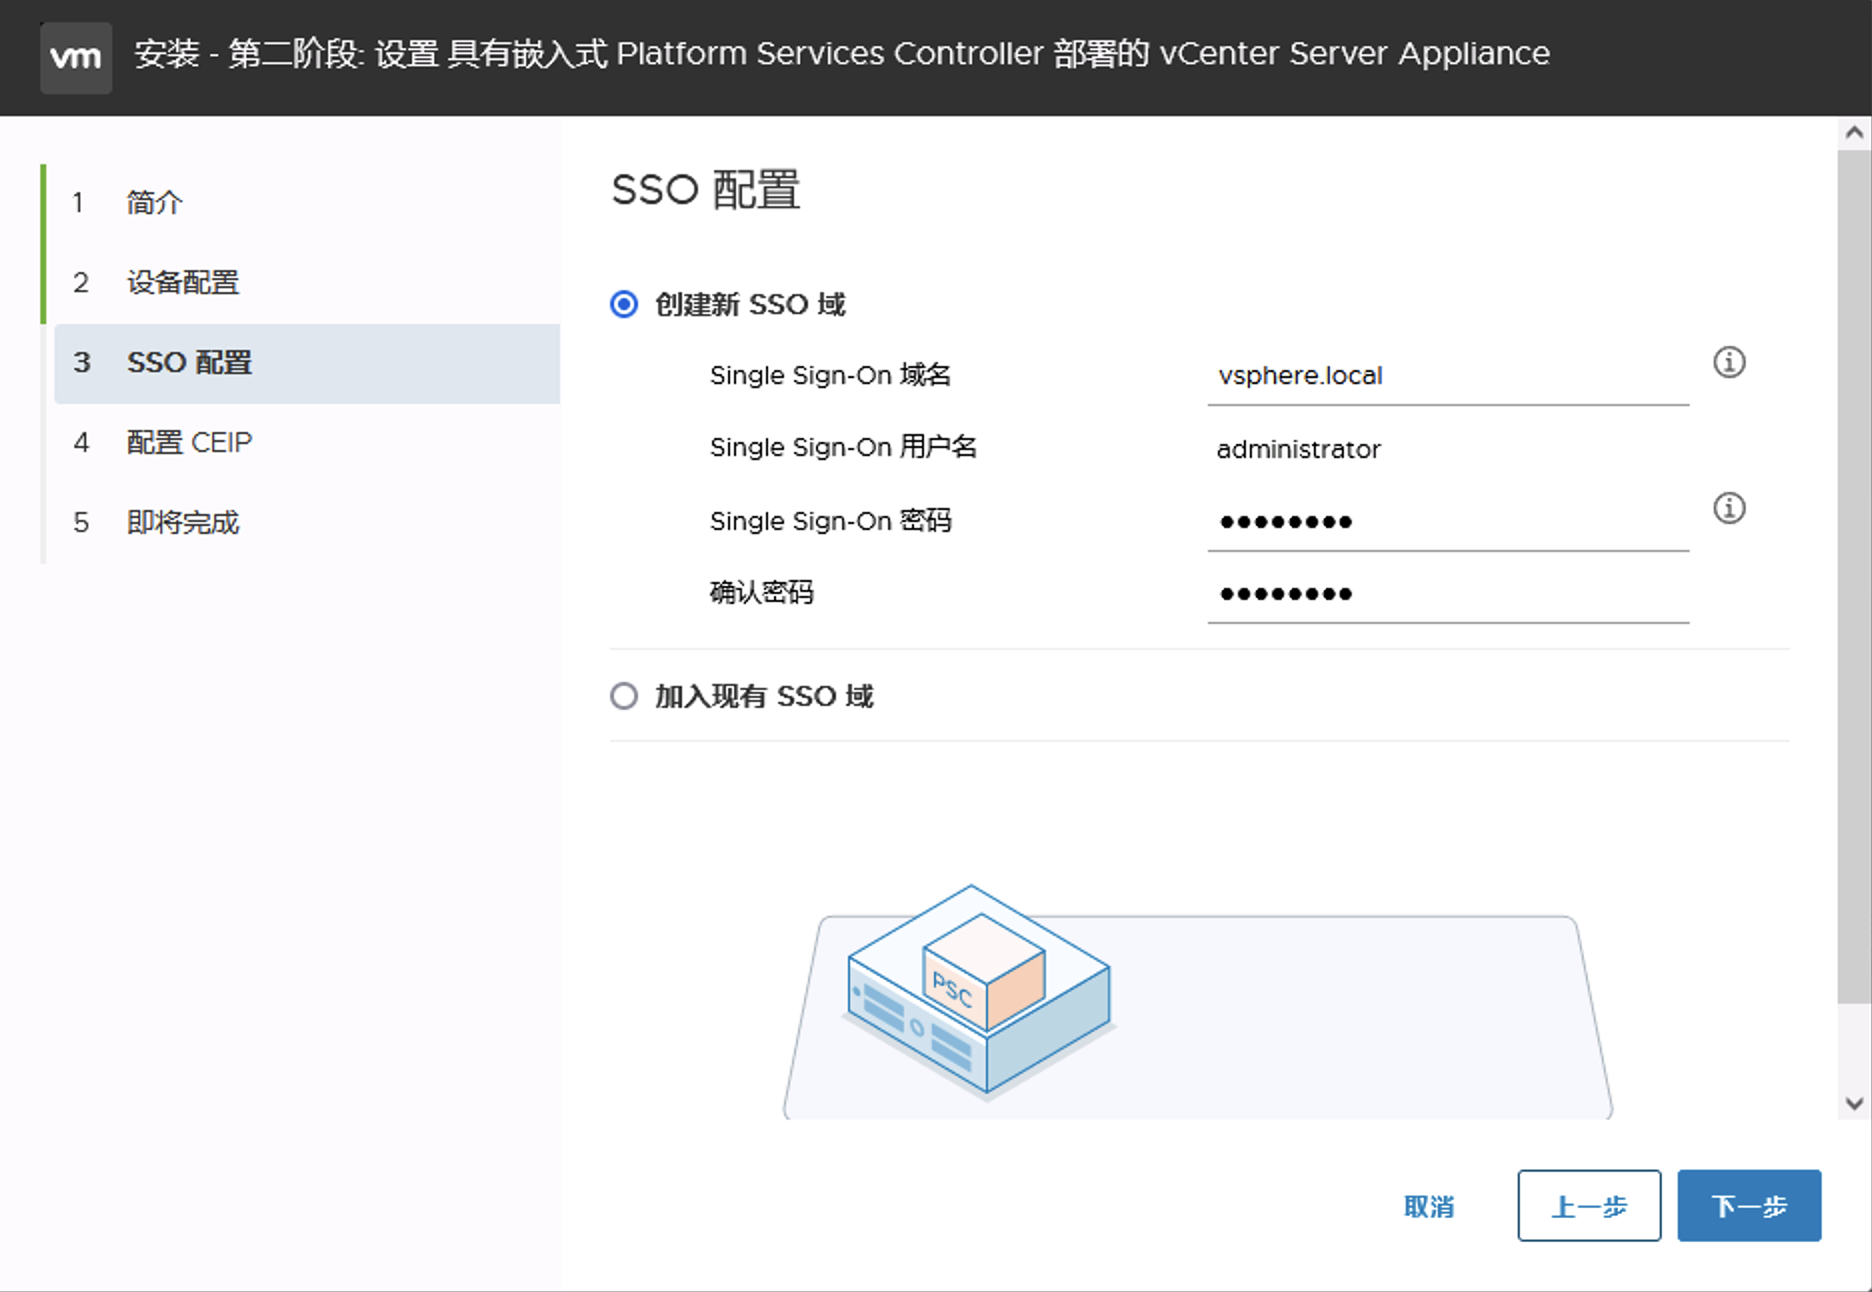 vm 安装 - 第二阶段: 设置 具有嵌入式 Platform Services Controller 部署的 vCenter Server Appliance
1 简介
2 设备配置
3 SSO 配置
4 配置 CEIP
5 即将完成
SSO 配置
创建新 SSO 域
Single Sign-On 域名 vsphere.local
Single Sign-On 用户名 administrator
Single Sign-On 密码 ●●●●●●●●
确认密码 ●●●●●●●●
加入现有 SSO 域
PSC
取消 上一步 下一步